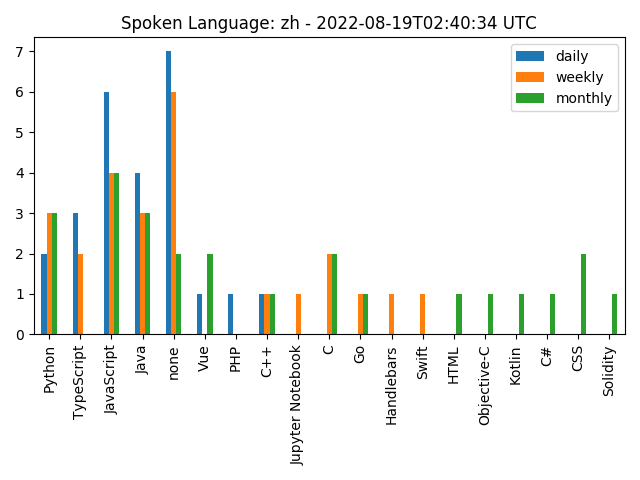 Spoken Language: zh - 2022-08-19T02:40:34 UTC
daily
weekly
monthly
7
6
5
4
3
2
1
0
Python
TypeScript
JavaScript
Java
none
Vue
PHP
C++
Jupyter Notebook
C
Go
Handlebars
Swift
HTML
Objective-C
Kotlin
C#
CSS
Solidity